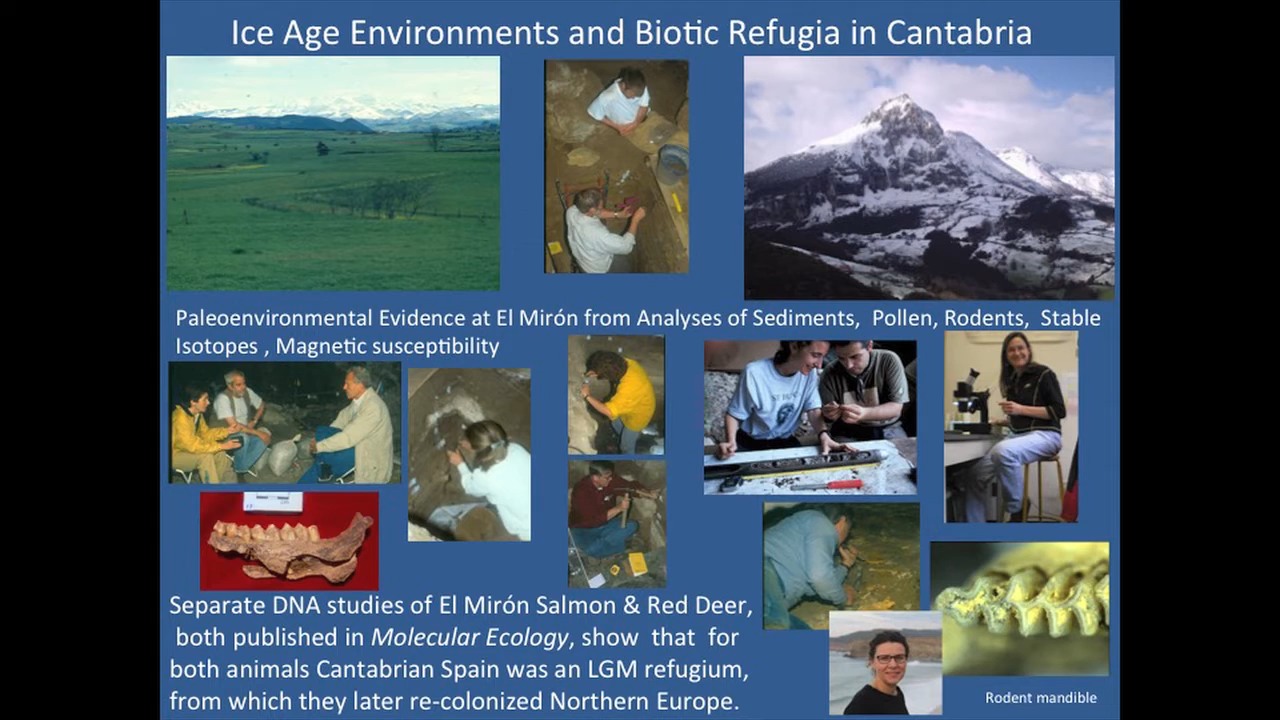 Ice Age Environments and Biotic Refugia in Cantabria
Paleoenvironmental Evidence at El Mirón from Analyses of Sediments, Pollen, Rodents, Stable
Isotopes , Magnetic susceptibility
Separate DNA studies of El Mirón Salmon & Red Deer,
both published in Molecular Ecology, show that for
both animals Cantabrian Spain was an LGM refugium,
from which they later re-colonized Northern Europe.
Rodent mandible